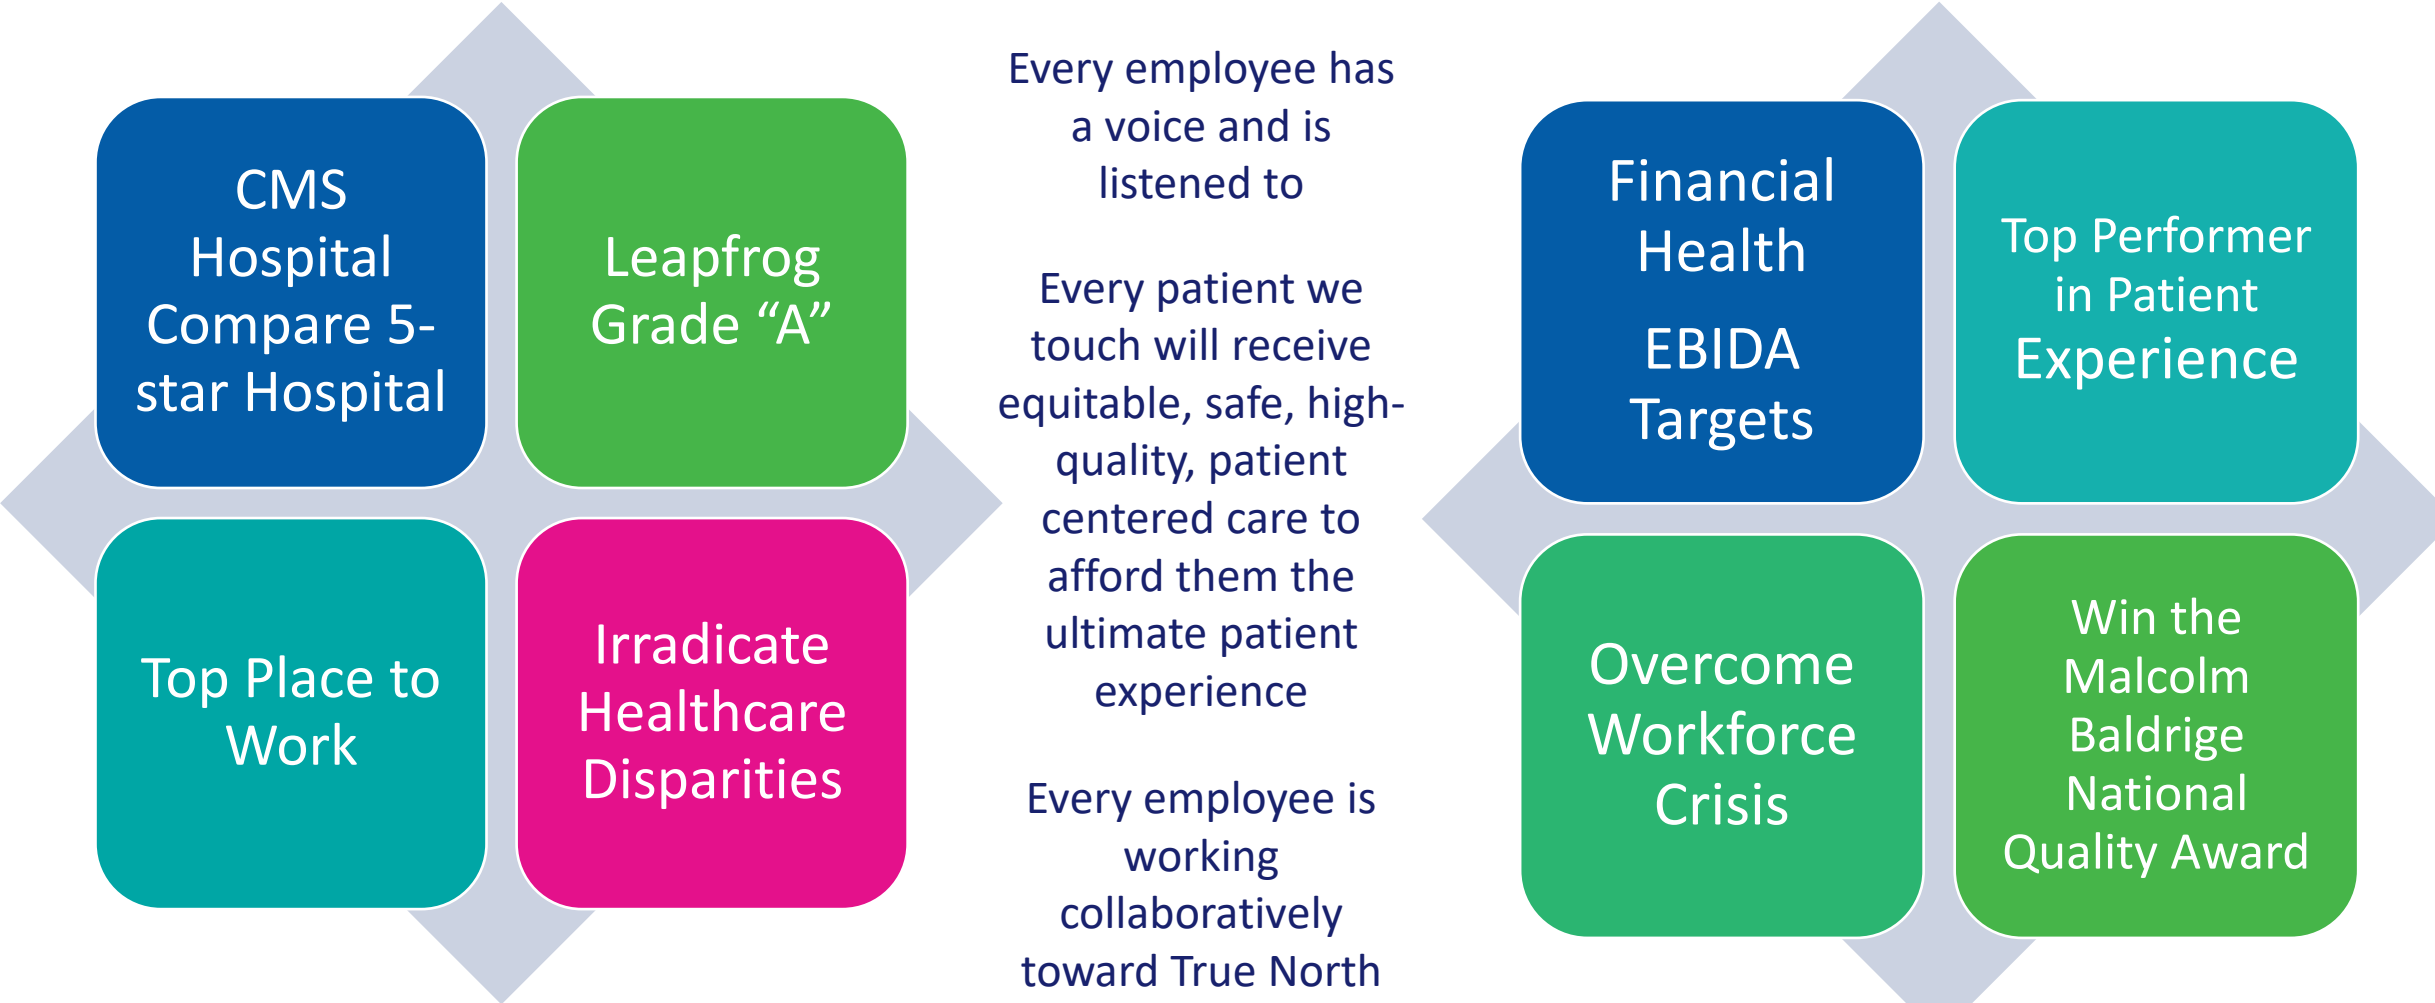 CMS
Hospital
Compare 5-
star Hospital
Leapfrog
Grade “A”
Top Place to
Work
Irradicate
Healthcare
Disparities
Every employee has
a voice and is
listened to
Every patient we
touch will receive
equitable, safe, high-
quality, patient
centered care to
afford them the
ultimate patient
experience
Every employee is
working
collaboratively
toward True North
Financial
Health
EBIDA
Targets
Top Performer
in Patient
Experience
Overcome
Workforce
Crisis
Win the
Malcolm
Baldrige
National
Quality Award